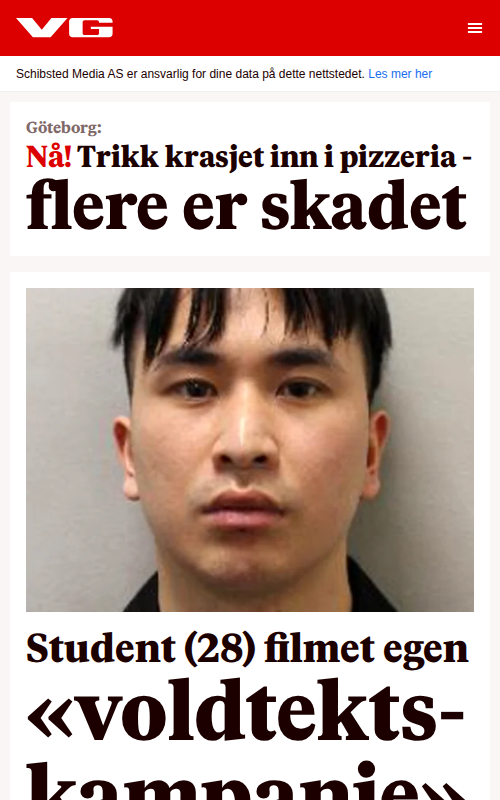 VG
Schibsted Media AS er ansvarlig for dine data på dette nettstedet. Les mer her
Göteborg:
Nå! Trikk krasjet inn i pizzeria -
flere er skadet
Student (28) filmet egen
«voldtekts-
kampanje»